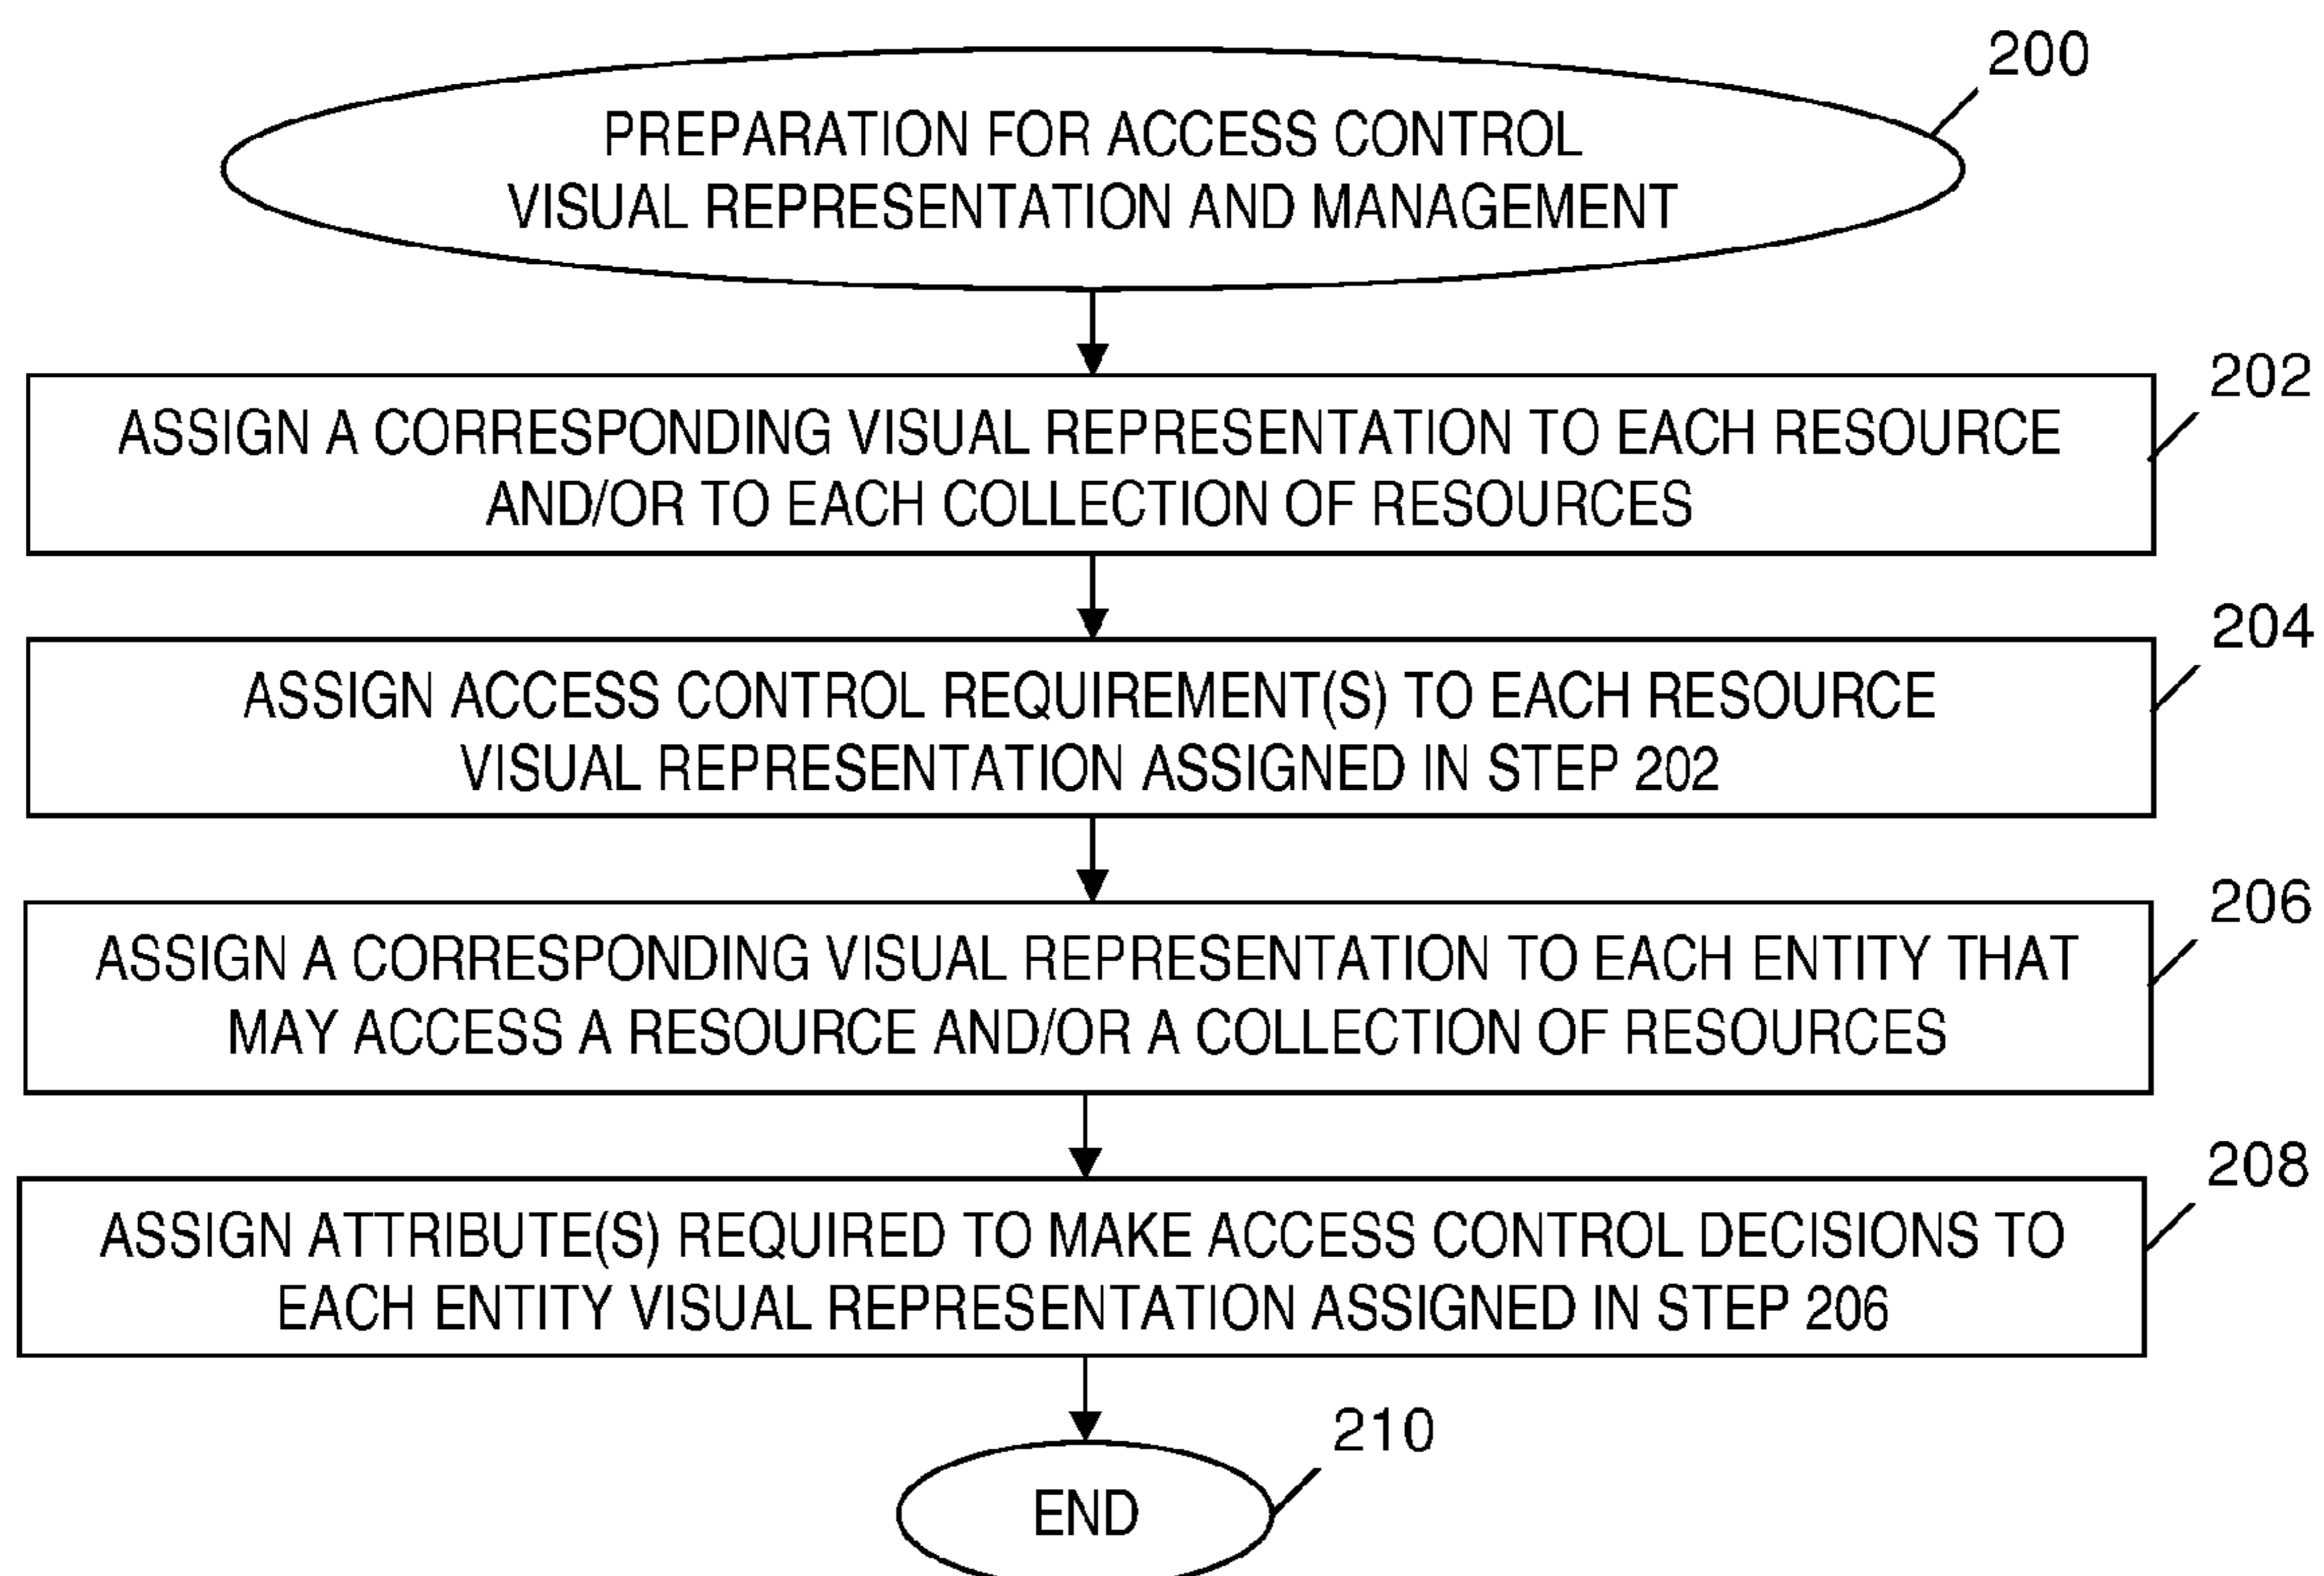 200
PREPARATION FOR ACCESS CONTROL
VISUAL REPRESENTATION AND MANAGEMENT
202
ASSIGN A CORRESPONDING VISUAL REPRESENTATION TO EACH RESOURCE
AND/OR TO EACH COLLECTION OF RESOURCES
204
ASSIGN ACCESS CONTROL REQUIREMENT(S) TO EACH RESOURCE
VISUAL REPRESENTATION ASSIGNED IN STEP 202
206
ASSIGN A CORRESPONDING VISUAL REPRESENTATION TO EACH ENTITY THAT
MAY ACCESS A RESOURCE AND/OR A COLLECTION OF RESOURCES
208
ASSIGN ATTRIBUTE(S) REQUIRED TO MAKE ACCESS CONTROL DECISIONS TO
EACH ENTITY VISUAL REPRESENTATION ASSIGNED IN STEP 206
210
END